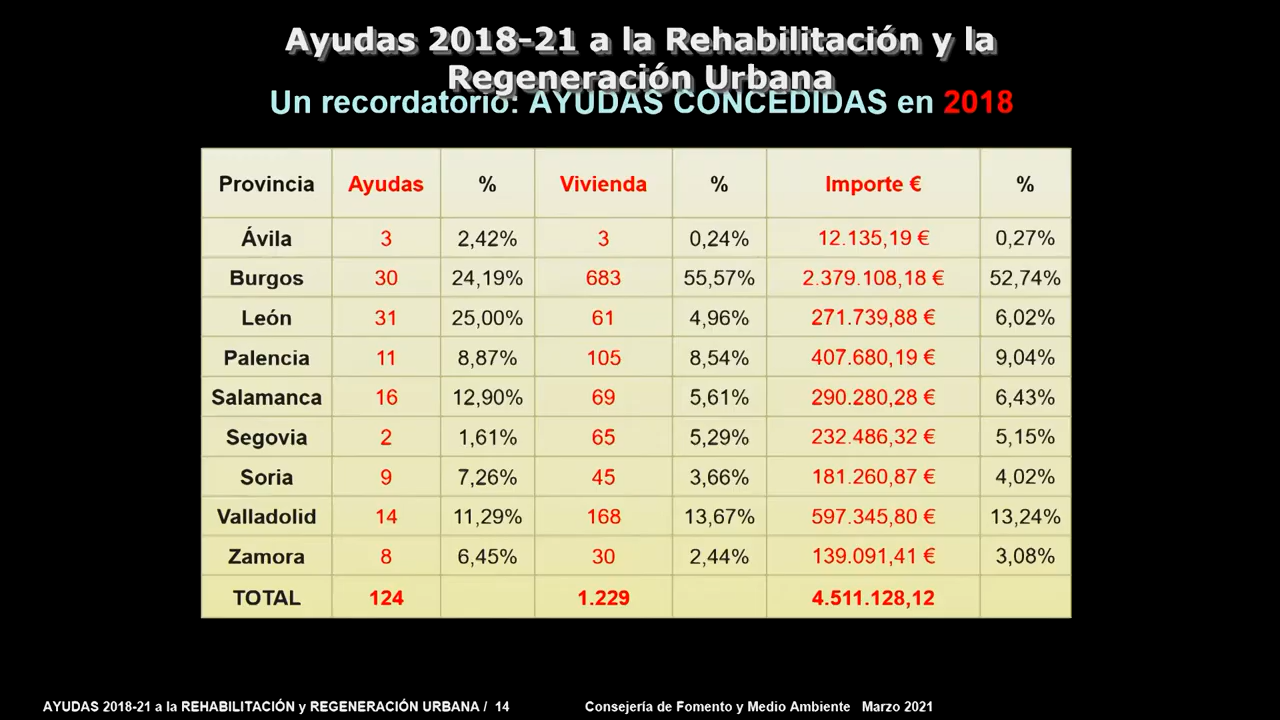 Ayudas 2018-21 a la Rehabilitación y la
Regeneración Urbana
Un recordatorio: AYUDAS CONCEDIDAS en 2018
Provincia Ayudas % Vivienda % Importe € %
Ávila 3 2,42% 3 0,24% 12.135,19 € 0,27%
Burgos 30 24,19% 683 55,57% 2.379.108,18 € 52,74%
León 31 25,00% 61 4,96% 271.739,88 € 6,02%
Palencia 11 8,87% 105 8,54% 407.680,19 € 9,04%
Salamanca 16 12,90% 69 5,61% 290.280,28 € 6,43%
Segovia 2 1,61% 65 5,29% 232.486,32 € 5,15%
Soria 9 7,26% 45 3,66% 181.260,87 € 4,02%
Valladolid 14 11,29% 168 13,67% 597.345,80 € 13,24%
Zamora 8 6,45% 30 2,44% 139.091,41 € 3,08%
TOTAL 124 1.229 4.511.128,12
AYUDAS 2018-21 a la REHABILITACIÓN y REGENERACIÓN URBANA / 14 Consejería de Fomento y Medio Ambiente Marzo 2021